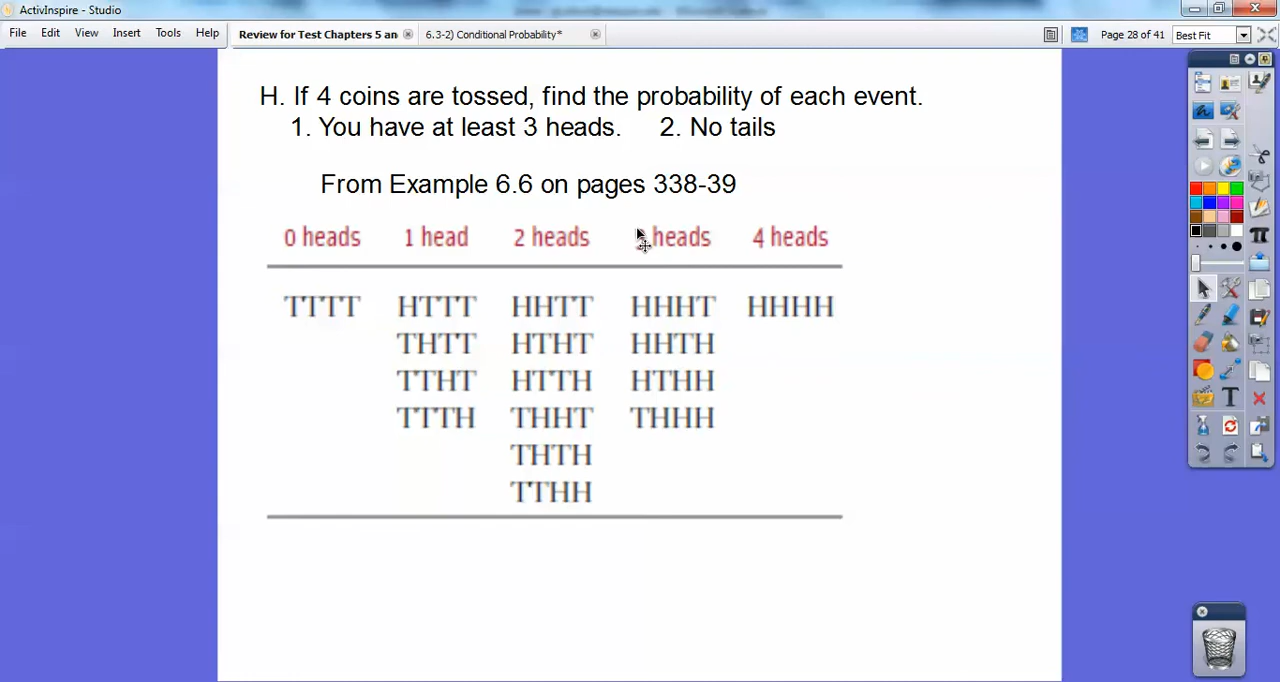 ActivInspire - Studio
File Edit View Insert Tools Help
Review for Test Chapters 5 an
6.3-2) Conditional Probability*
Page 28 of 41
Best Fit
H. If 4 coins are tossed, find the probability of each event.
1. You have at least 3 heads. 2. No tails
From Example 6.6 on pages 338-39
0 heads 1 head 2 heads heads 4 heads
TTTT HTTT HHTT HHHT HHHH
THTT HTHT HHTH
TTHT HTTH HTHH
TTTH THHT THHH
THTH
TTHH